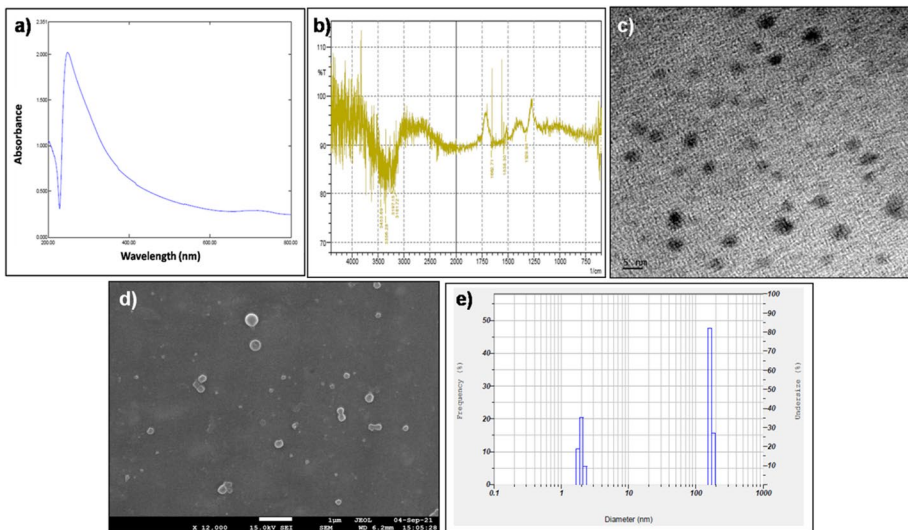 a)
2.051
2.000
1.500
1.000
0.500
0.000
Absorbance
200.00 400.00 600.00 800.00
Wavelength (nm)
b)
%T
110
100
90
80
70
4000 3500 3000 2500 2000 1750 1500 1250 1000 750
1/cm
c)
5 nm
d)
1µm JEOL 04-Sep-21
X 12,000 15.0kV SEI SEM WD 6.2mm 15:05:28
e)
Frequency (%)
50
40
30
20
10
0
Undersize (%)
100
90
80
70
60
50
40
30
20
10
0.1 1 10 100 1000
Diameter (nm)